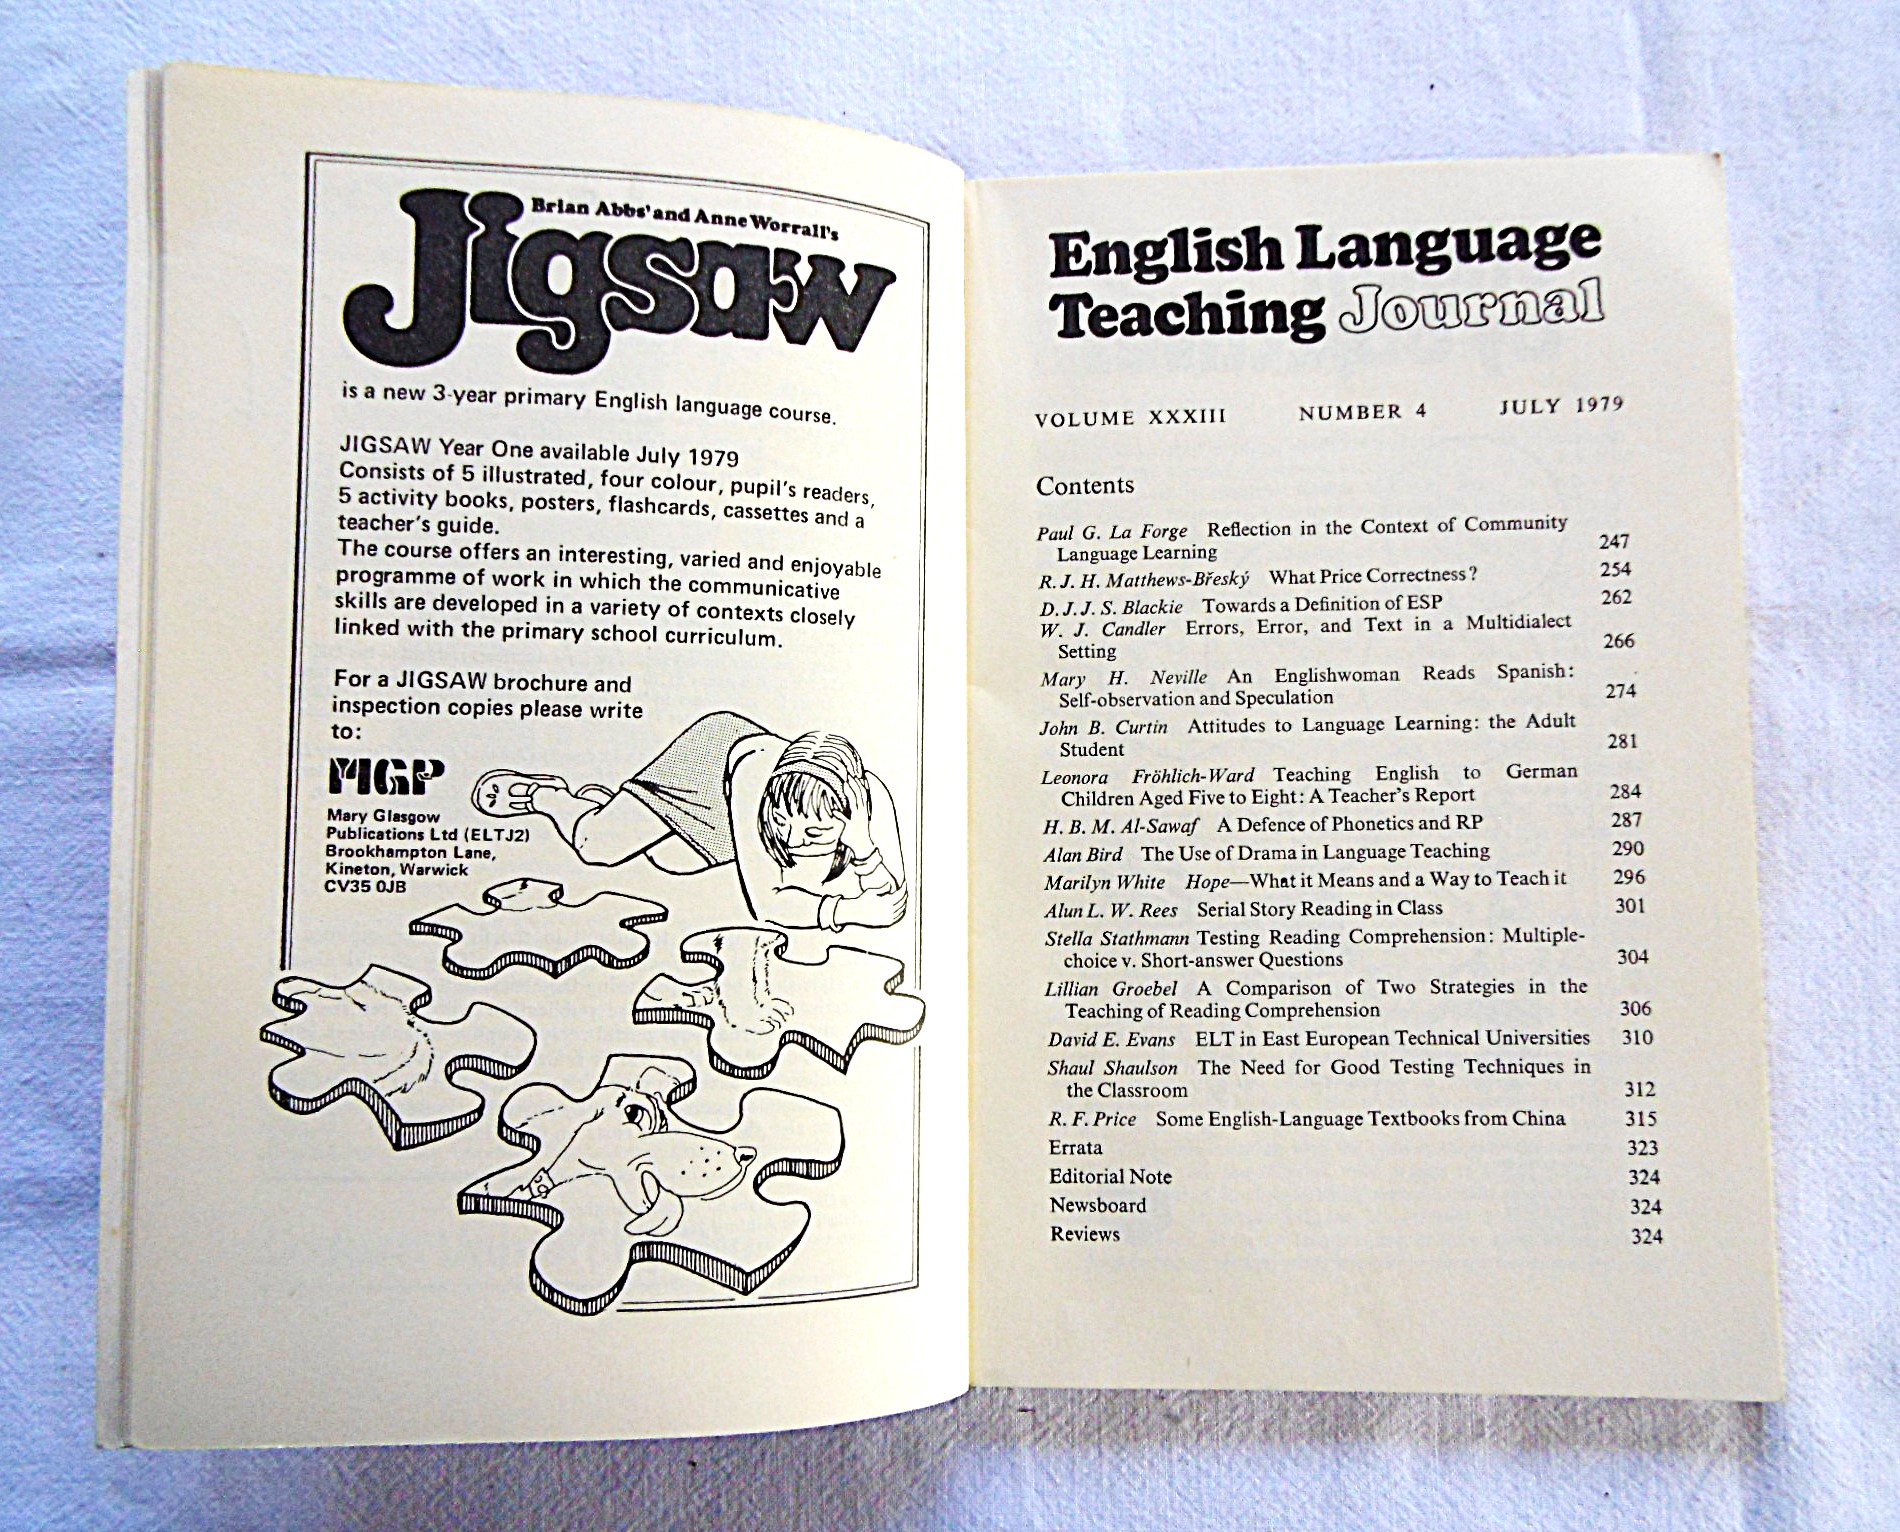 Brian Abbs' and Anne Worrall's
Jigsaw
is a new 3-year primary English language course.
JIGSAW Year One available July 1979
Consists of 5 illustrated, four colour, pupil's readers,
5 activity books, posters, flashcards, cassettes and a
teacher's guide.
The course offers an interesting, varied and enjoyable
programme of work in which the communicative
skills are developed in a variety of contexts closely
linked with the primary school curriculum.
For a JIGSAW brochure and
inspection copies please write
to:
MGP
Mary Glasgow
Publications Ltd (ELTJ2)
Brookhampton Lane,
Kineton, Warwick
CV35 0JB
English Language
Teaching Journal
VOLUME XXXIII NUMBER 4 JULY 1979
Contents
Paul G. La Forge Reflection in the Context of Community
Language Learning 247
R. J. H. Matthews-Břeský What Price Correctness? 254
D. J. J. S. Blackie Towards a Definition of ESP 262
W. J. Candler Errors, Error, and Text in a Multidialect
Setting 266
Mary H. Neville An Englishwoman Reads Spanish:
Self-observation and Speculation 274
John B. Curtin Attitudes to Language Learning: the Adult
Student 281
Leonora Fröhlich-Ward Teaching English to German
Children Aged Five to Eight: A Teacher's Report 284
H. B. M. Al-Sawaf A Defence of Phonetics and RP 287
Alan Bird The Use of Drama in Language Teaching 290
Marilyn White Hope—What it Means and a Way to Teach it 296
Alun L. W. Rees Serial Story Reading in Class 301
Stella Stathmann Testing Reading Comprehension: Multiple-
choice v. Short-answer Questions 304
Lillian Groebel A Comparison of Two Strategies in the
Teaching of Reading Comprehension 306
David E. Evans ELT in East European Technical Universities 310
Shaul Shaulson The Need for Good Testing Techniques in
the Classroom 312
R. F. Price Some English-Language Textbooks from China 315
Errata 323
Editorial Note 324
Newsboard 324
Reviews 324